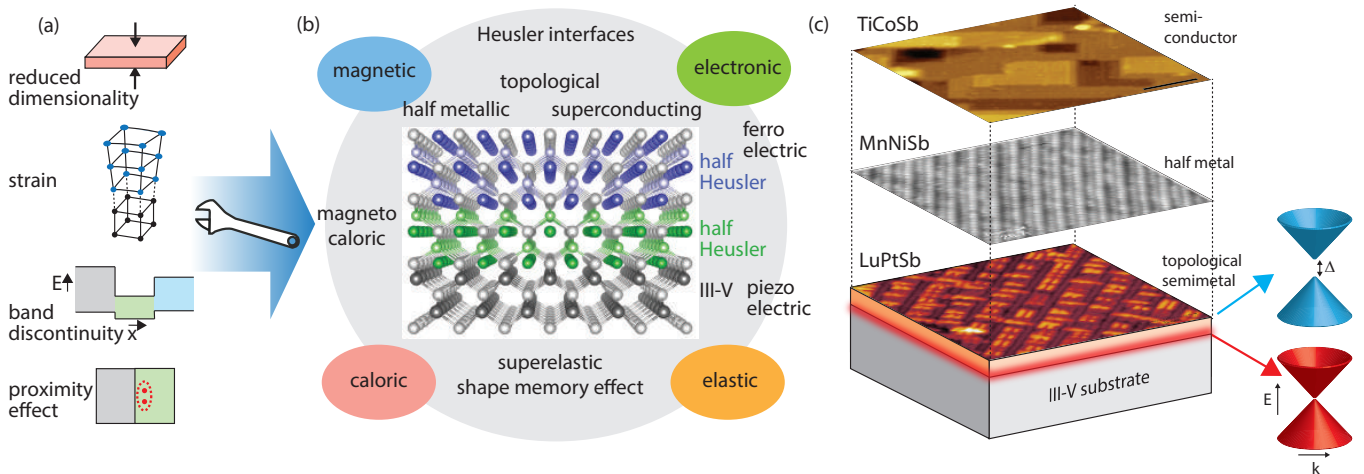 (a)
reduced
dimensionality
strain
E
band
discontinuity x
proximity
effect
(b)
Heusler interfaces
magnetic
electronic
topological
half metallic
superconducting
ferro
electric
half
Heusler
magneto
caloric
half
Heusler
III-V
piezo
electric
superelastic
shape memory effect
caloric
elastic
(c)
TiCoSb
semi-
conductor
MnNiSb
half metal
LuPtSb
topological
semimetal
Δ
III-V substrate
E
k